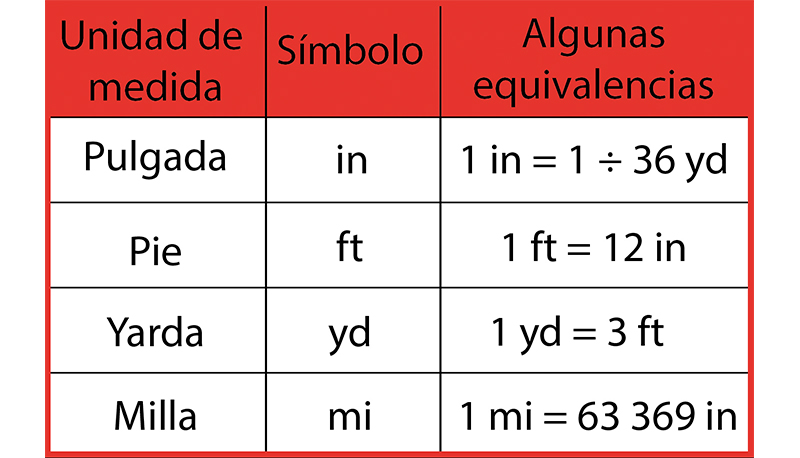 Unidad de
medida
Símbolo
Algunas
equivalencias
Pulgada in 1 in = 1 ÷ 36 yd
Pie ft 1 ft = 12 in
Yarda yd 1 yd = 3 ft
Milla mi 1 mi = 63 369 in